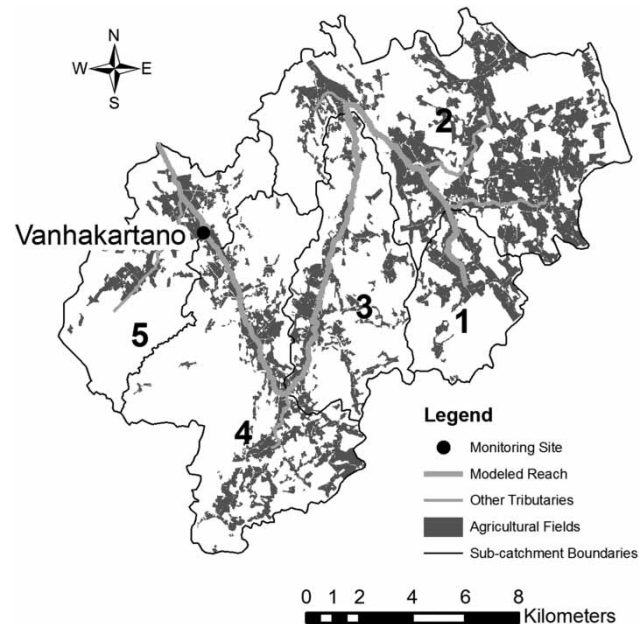 N
W E
S
2
Vanhakartano
3
1
5
4
Legend
Monitoring Site
Modeled Reach
Other Tributaries
Agricultural Fields
Sub-catchment Boundaries
0 1 2 4 6 8
Kilometers